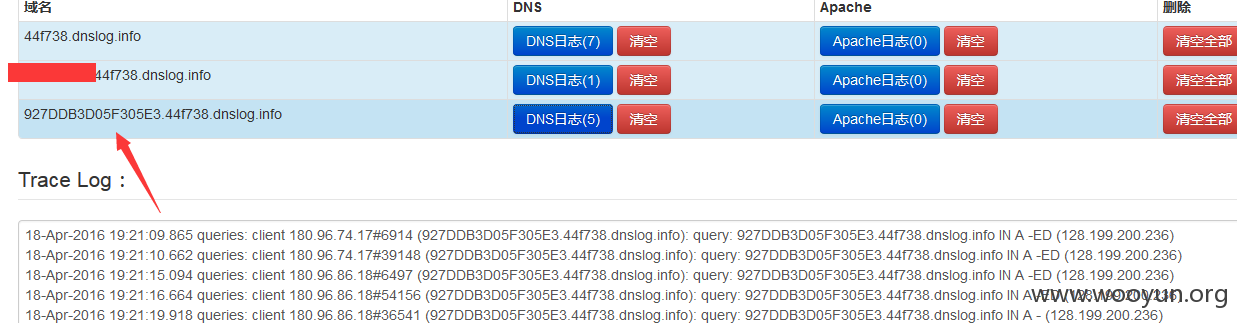 域名 DNS Apache 删除
44f738.dnslog.info DNS日志(7) 清空 Apache日志(0) 清空 清空全部
44f738.dnslog.info DNS日志(1) 清空 Apache日志(0) 清空 清空全部
927DDB3D05F305E3.44f738.dnslog.info DNS日志(5) 清空 Apache日志(0) 清空 清空全部
Trace Log：
18-Apr-2016 19:21:09.865 queries: client 180.96.74.17#6914 (927DDB3D05F305E3.44f738.dnslog.info): query: 927DDB3D05F305E3.44f738.dnslog.info IN A -ED (128.199.200.236)
18-Apr-2016 19:21:10.662 queries: client 180.96.74.17#39148 (927DDB3D05F305E3.44f738.dnslog.info): query: 927DDB3D05F305E3.44f738.dnslog.info IN A -ED (128.199.200.236)
18-Apr-2016 19:21:15.094 queries: client 180.96.86.18#6497 (927DDB3D05F305E3.44f738.dnslog.info): query: 927DDB3D05F305E3.44f738.dnslog.info IN A -ED (128.199.200.236)
18-Apr-2016 19:21:16.664 queries: client 180.96.86.18#54156 (927DDB3D05F305E3.44f738.dnslog.info): query: 927DDB3D05F305E3.44f738.dnslog.info IN A -ED (128.199.200.236)
www.wooyun.org
18-Apr-2016 19:21:19.918 queries: client 180.96.86.18#36541 (927DDB3D05F305E3.44f738.dnslog.info): query: 927DDB3D05F305E3.44f738.dnslog.info IN A - (128.199.200.236)